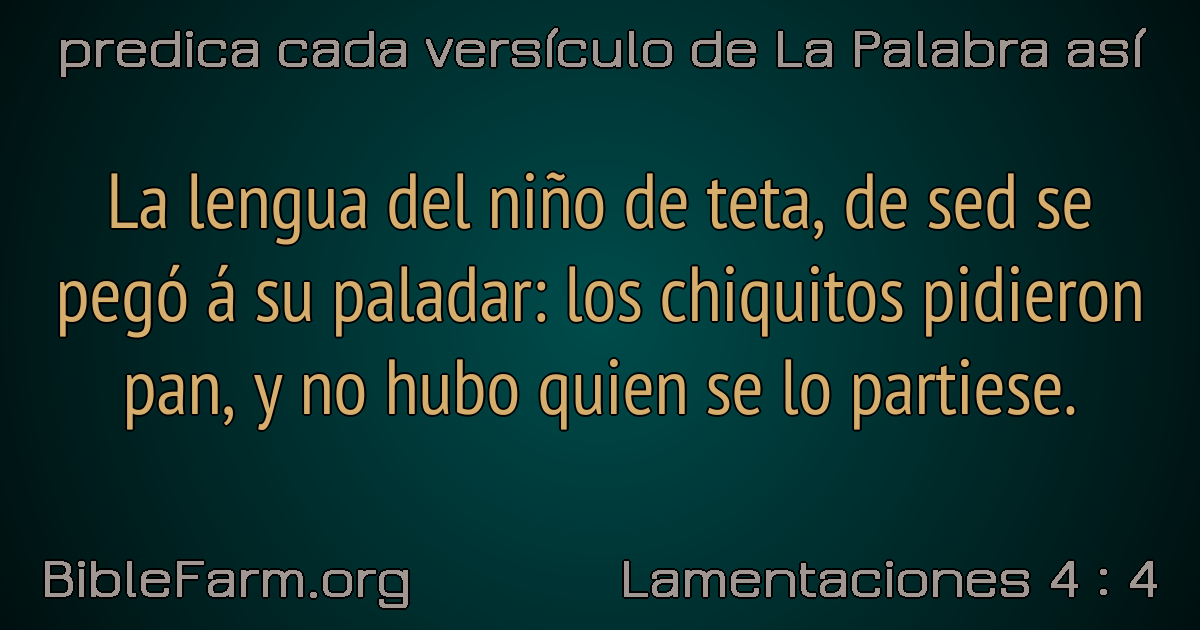 predica cada versículo de La Palabra así
La lengua del niño de teta, de sed se
pegó á su paladar: los chiquitos pidieron
pan, y no hubo quien se lo partiese.
BibleFarm.org
Lamentaciones 4 : 4